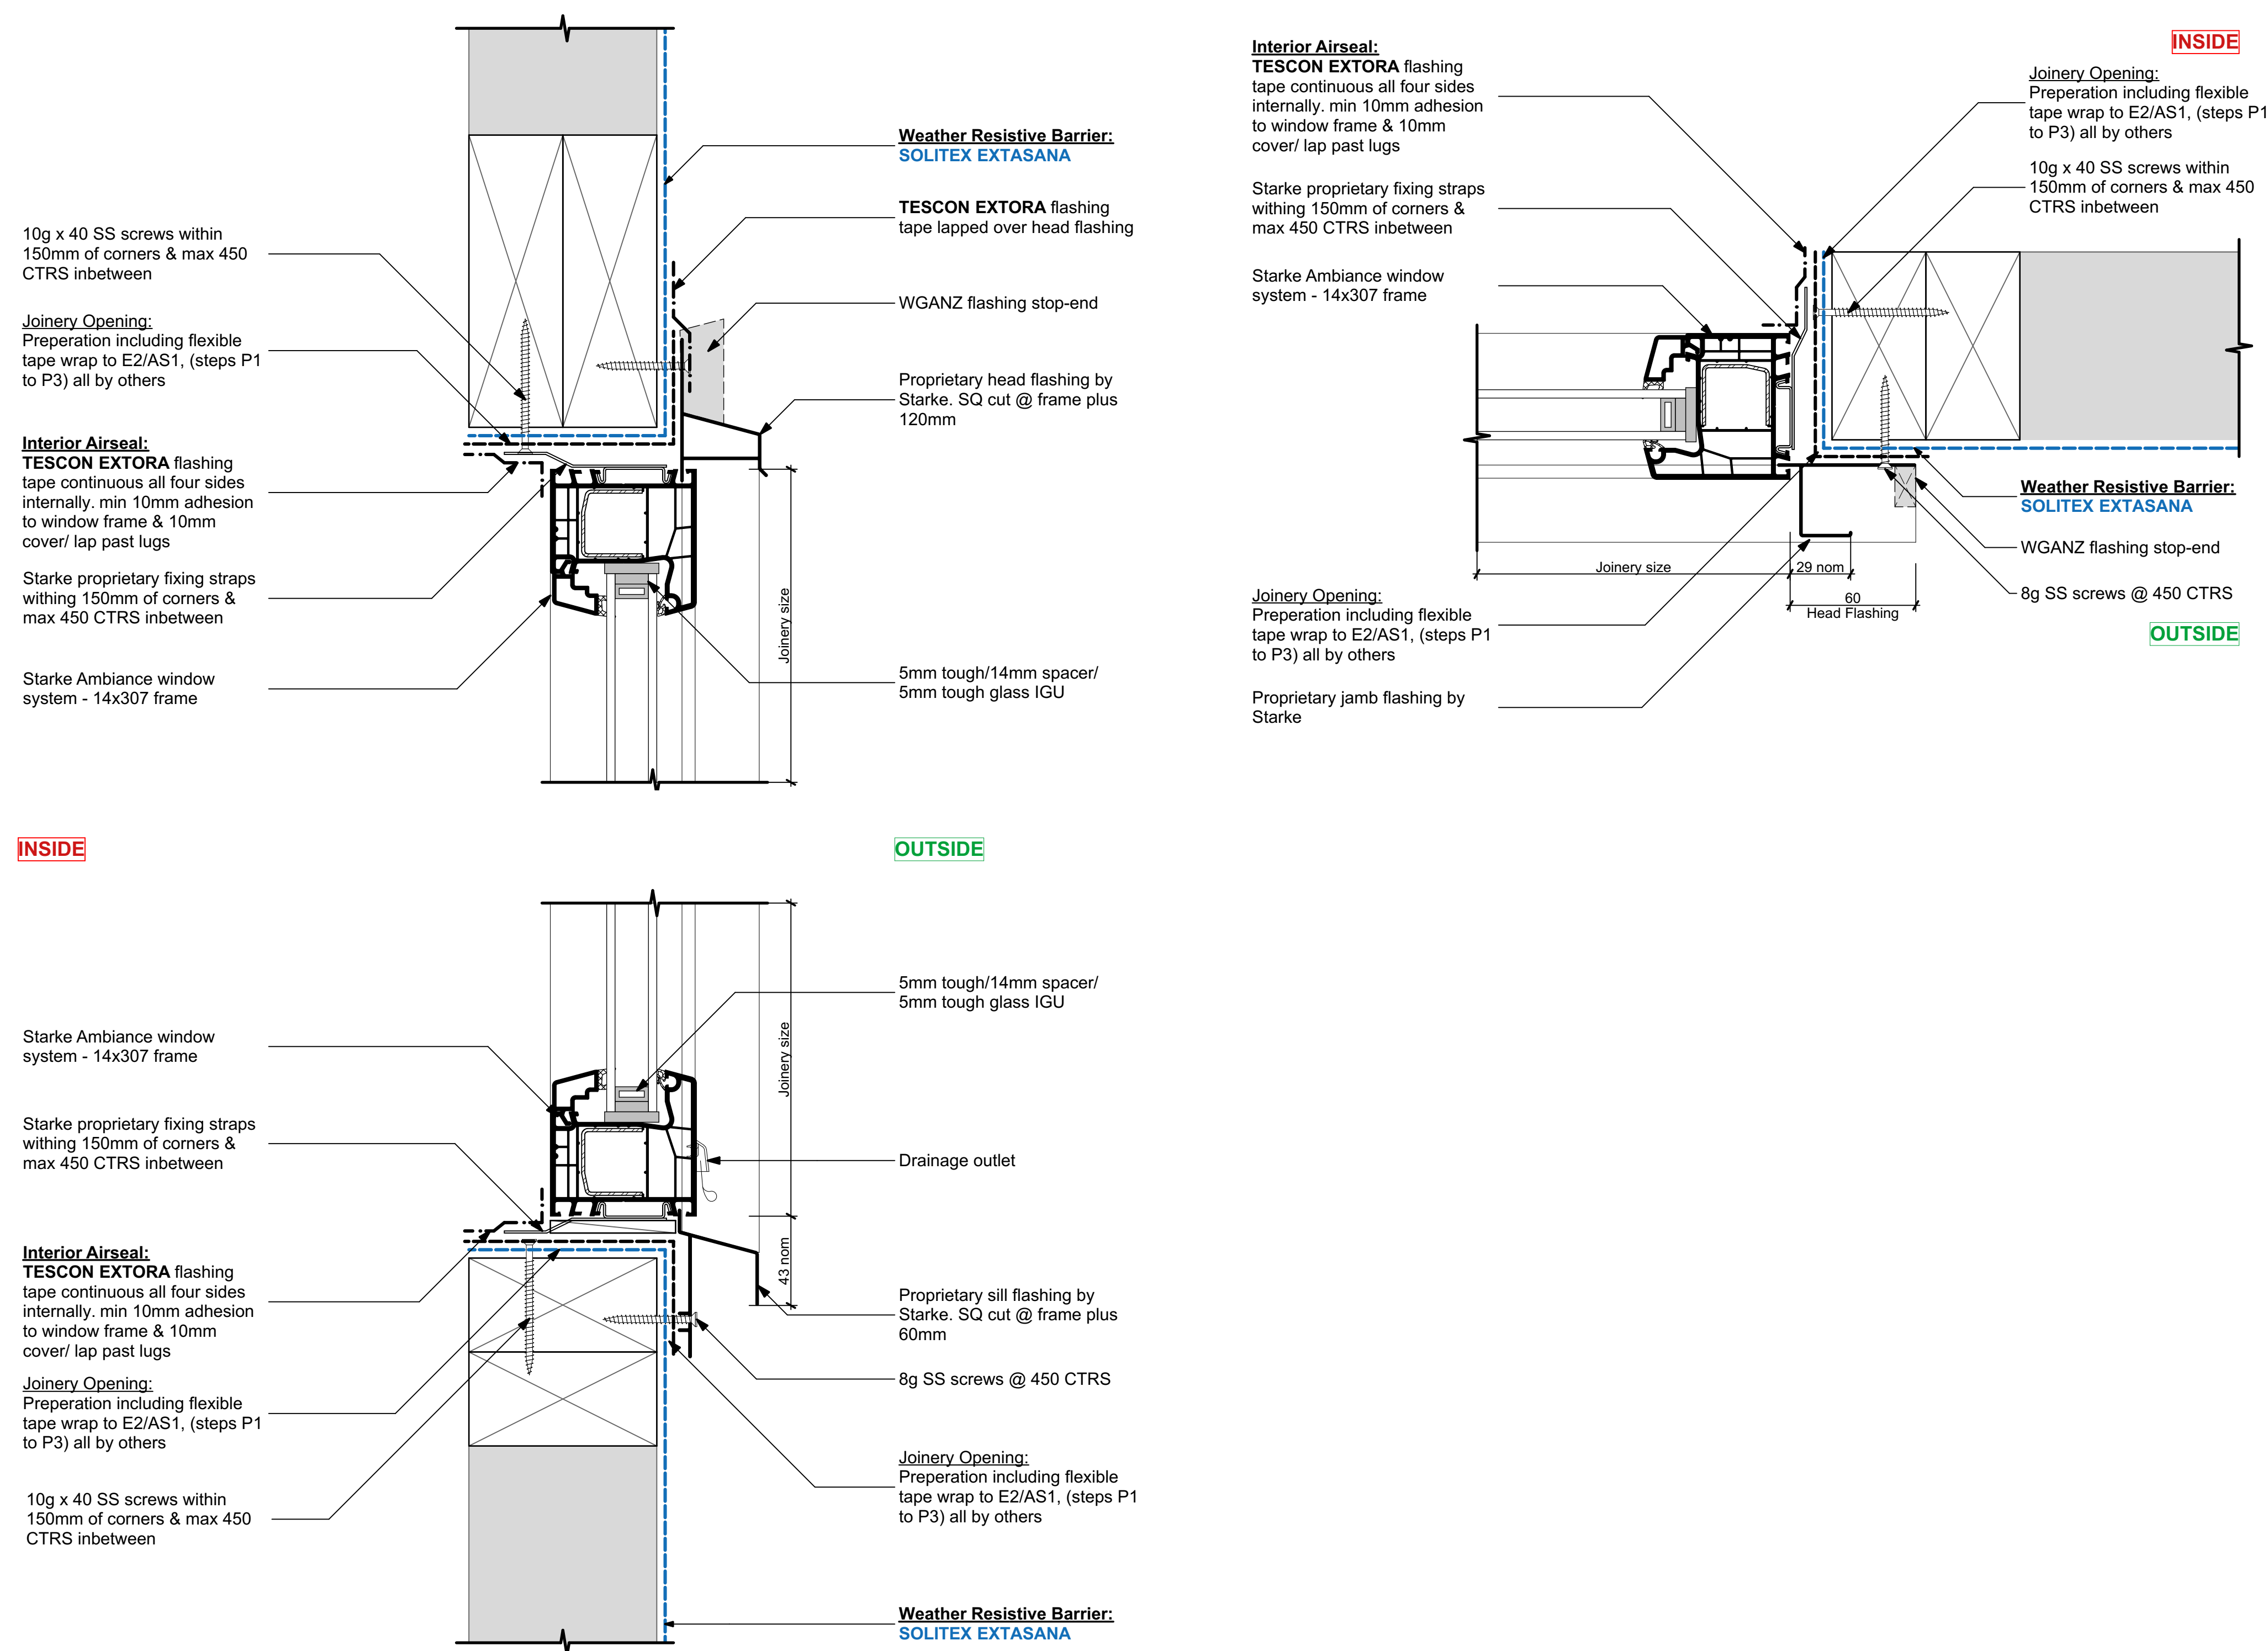 10g x 40 SS screws within
150mm of corners & max 450
CTRS inbetween
Joinery Opening:
Preperation including flexible
tape wrap to E2/AS1, (steps P1
to P3) all by others
Interior Airseal:
TESCON EXTORA flashing
tape continuous all four sides
internally. min 10mm adhesion
to window frame & 10mm
cover/ lap past lugs
Starke proprietary fixing straps
withing 150mm of corners &
max 450 CTRS inbetween
Starke Ambiance window
system - 14x307 frame
Weather Resistive Barrier:
SOLITEX EXTASANA
TESCON EXTORA flashing
tape lapped over head flashing
WGANZ flashing stop-end
Proprietary head flashing by
Starke. SQ cut @ frame plus
120mm
Joinery size
5mm tough/14mm spacer/
5mm tough glass IGU
Interior Airseal:
TESCON EXTORA flashing
tape continuous all four sides
internally. min 10mm adhesion
to window frame & 10mm
cover/ lap past lugs
Starke proprietary fixing straps
withing 150mm of corners &
max 450 CTRS inbetween
Starke Ambiance window
system - 14x307 frame
Joinery Opening:
Preperation including flexible
tape wrap to E2/AS1, (steps P1
to P3) all by others
Proprietary jamb flashing by
Starke
Joinery size
29 nom
60
Head Flashing
INSIDE
Joinery Opening:
Preperation including flexible
tape wrap to E2/AS1, (steps P1
to P3) all by others
10g x 40 SS screws within
150mm of corners & max 450
CTRS inbetween
Weather Resistive Barrier:
SOLITEX EXTASANA
WGANZ flashing stop-end
8g SS screws @ 450 CTRS
OUTSIDE
INSIDE
OUTSIDE
Starke Ambiance window
system - 14x307 frame
Starke proprietary fixing straps
withing 150mm of corners &
max 450 CTRS inbetween
Interior Airseal:
TESCON EXTORA flashing
tape continuous all four sides
internally. min 10mm adhesion
to window frame & 10mm
cover/ lap past lugs
Joinery Opening:
Preperation including flexible
tape wrap to E2/AS1, (steps P1
to P3) all by others
10g x 40 SS screws within
150mm of corners & max 450
CTRS inbetween
Joinery size
43 nom
5mm tough/14mm spacer/
5mm tough glass IGU
Drainage outlet
Proprietary sill flashing by
Starke. SQ cut @ frame plus
60mm
8g SS screws @ 450 CTRS
Joinery Opening:
Preperation including flexible
tape wrap to E2/AS1, (steps P1
to P3) all by others
Weather Resistive Barrier:
SOLITEX EXTASANA